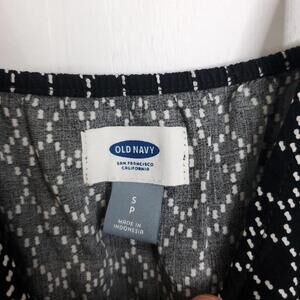 OLD NAVY
SAN FRANCISCO
CALIFORNIA
S
P
MADE IN
INDONESIA